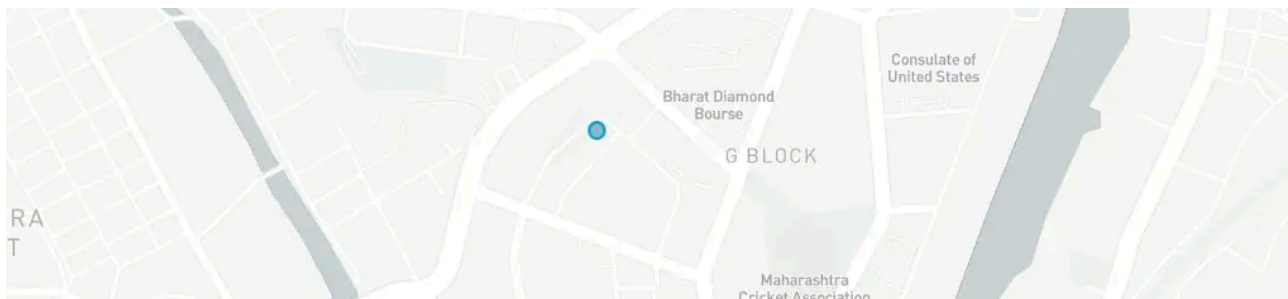 Consulate of
United States
Bharat Diamond
Bourse
G BLOCK
RA
T
Maharashtra
Cricket Association